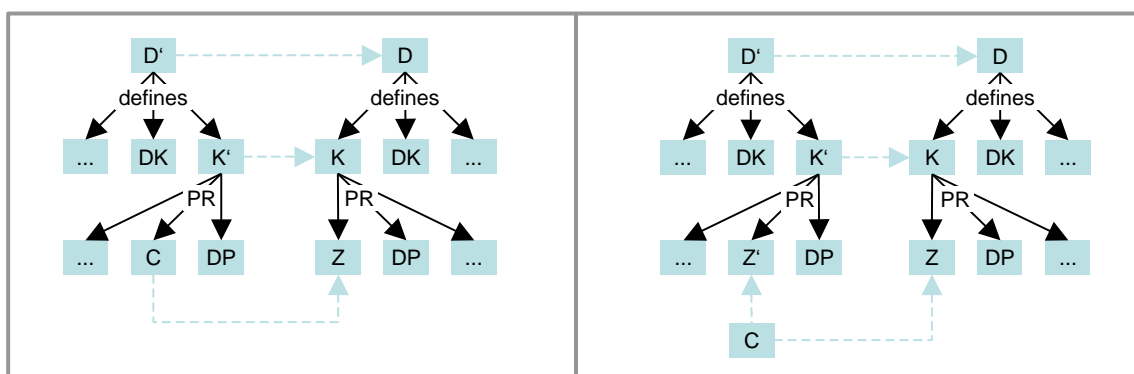 D‘ D
defines defines
... DK K‘ K DK ...
PR PR
... C DP Z DP ...
D‘ D
defines defines
... DK K‘ K DK ...
PR PR
... Z‘ DP Z DP ...
C